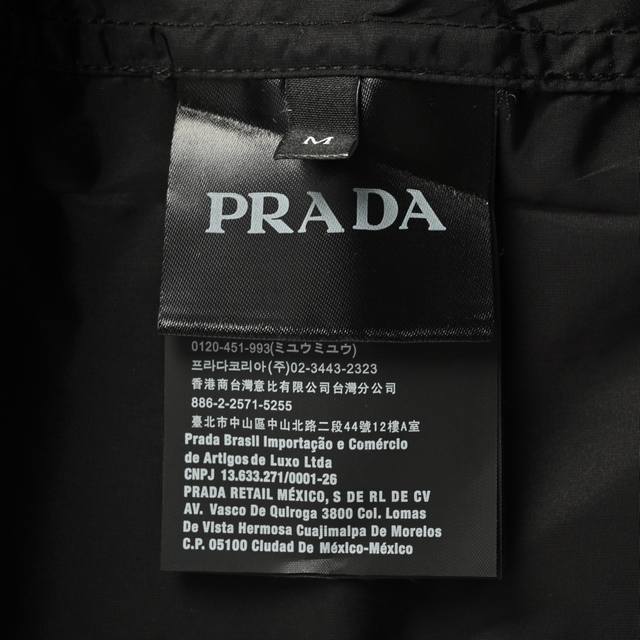 M
PRADA
0120-451-993(ミュウミュウ)
프라다코리아(주)02-3443-2323
香港商台灣意比有限公司台灣分公司
886-2-2571-5255
臺北市中山區中山北路二段44號12樓A室
Prada Brasil Importação e Comércio
de Artigos de Luxo Ltda
CNPJ 13.633.271/0001-26
PRADA RETAIL MÉXICO, S DE RL DE CV
AV. Vasco De Quiroga 3800 Col. Lomas
De Vista Hermosa Cuajimalpa De Morelos
C.P. 05100 Ciudad De México-México